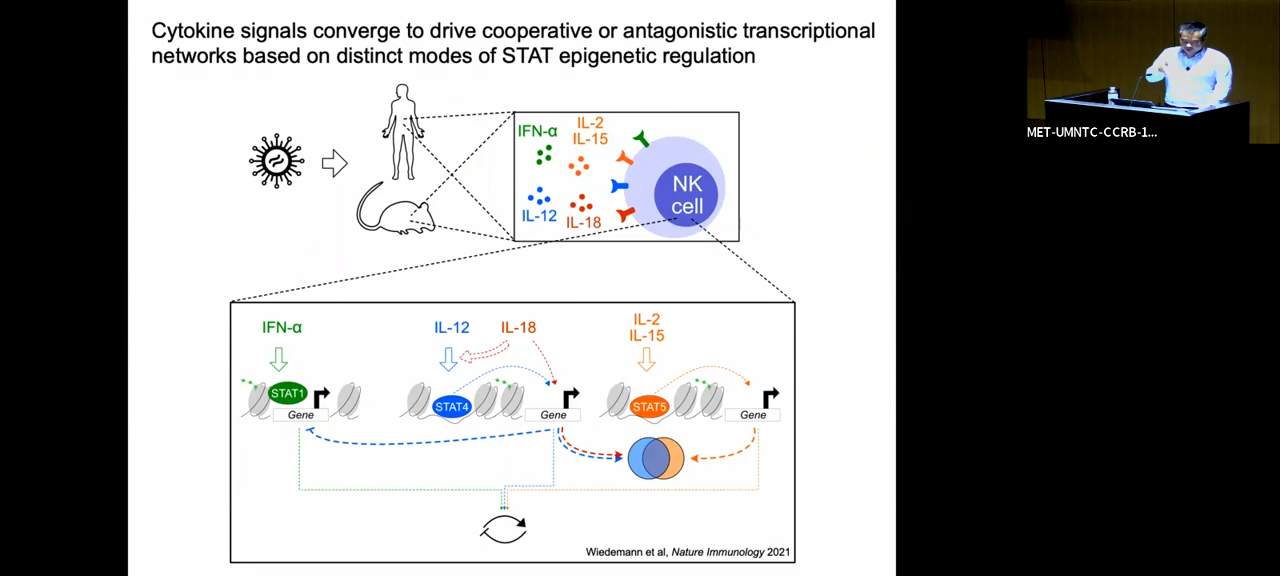 Cytokine signals converge to drive cooperative or antagonistic transcriptional
networks based on distinct modes of STAT epigenetic regulation
MET-UMNTC-CCRB-1...
IFN-α
IL-2
IL-15
IL-12
IL-18
NK
cell
IFN-α
IL-12
IL-18
IL-2
IL-15
STAT1
Gene
STAT4
Gene
STAT5
Gene
Wiedemann et al, Nature Immunology 2021